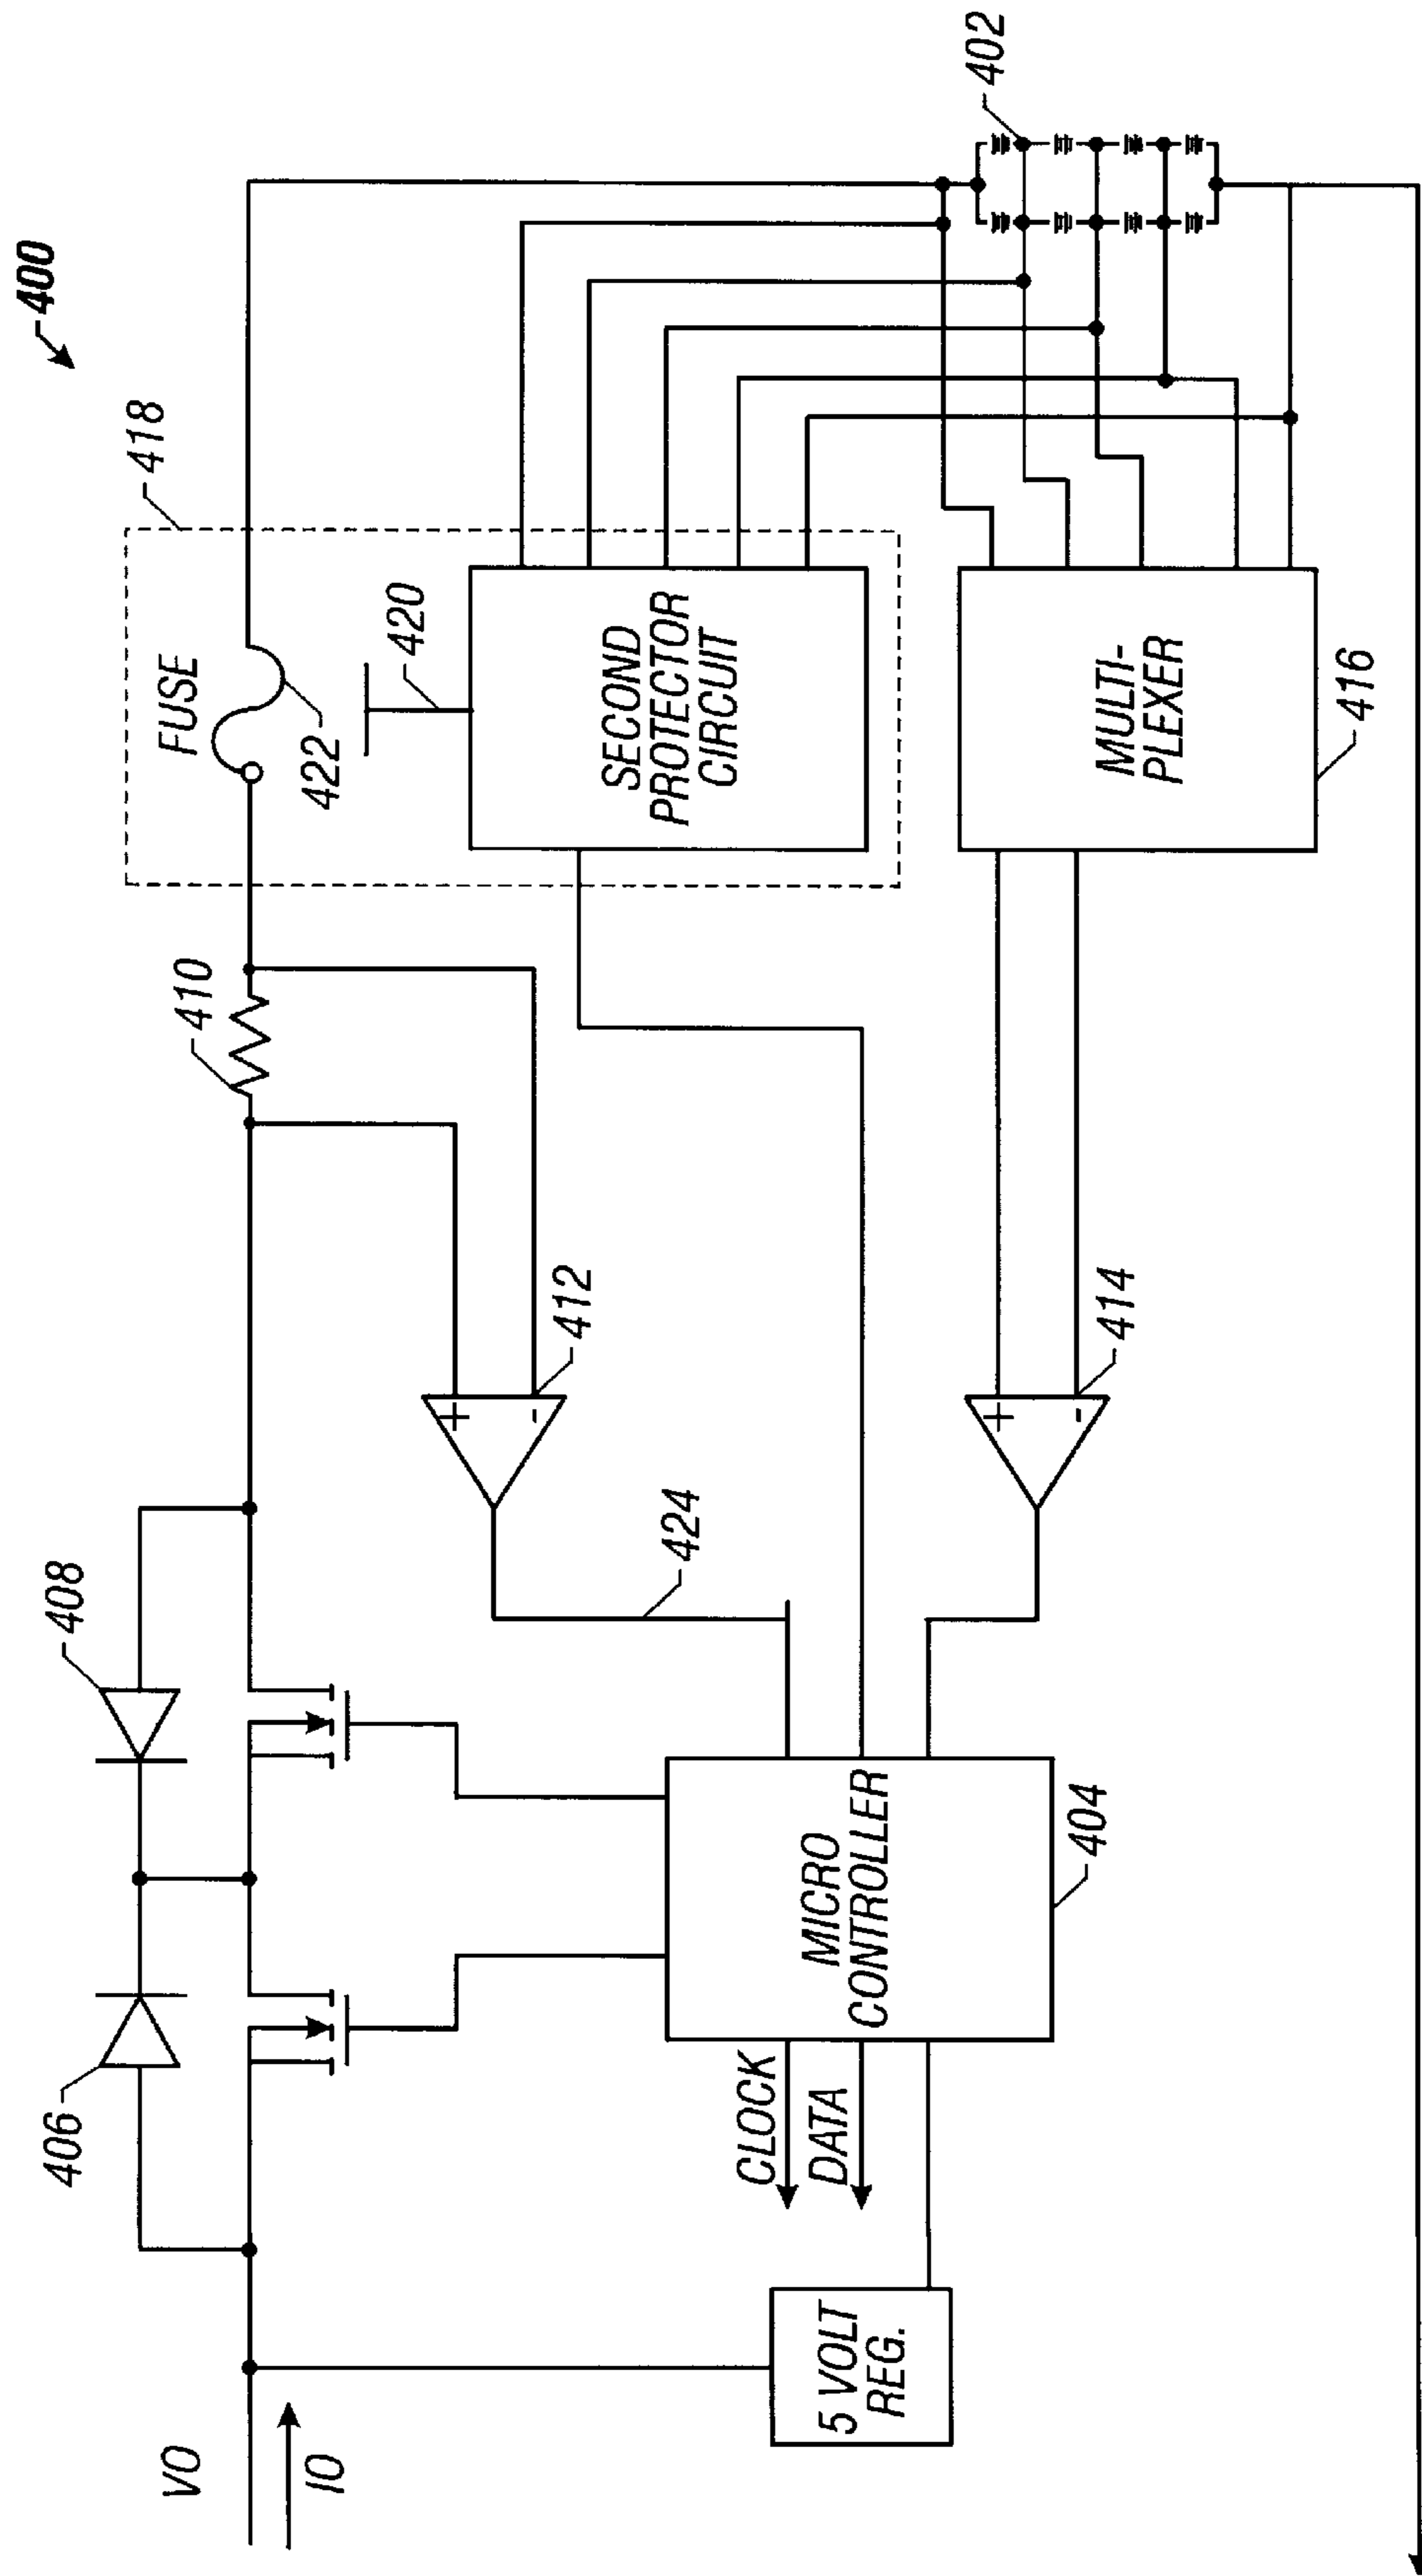 400
VO
IO
406
408
410
418
FUSE
422
420
SECOND
PROTECTOR
CIRCUIT
+
-
412
424
5 VOLT
REG.
CLOCK
DATA
MICRO
CONTROLLER
404
+
-
414
MULTI-
PLEXER
416
402